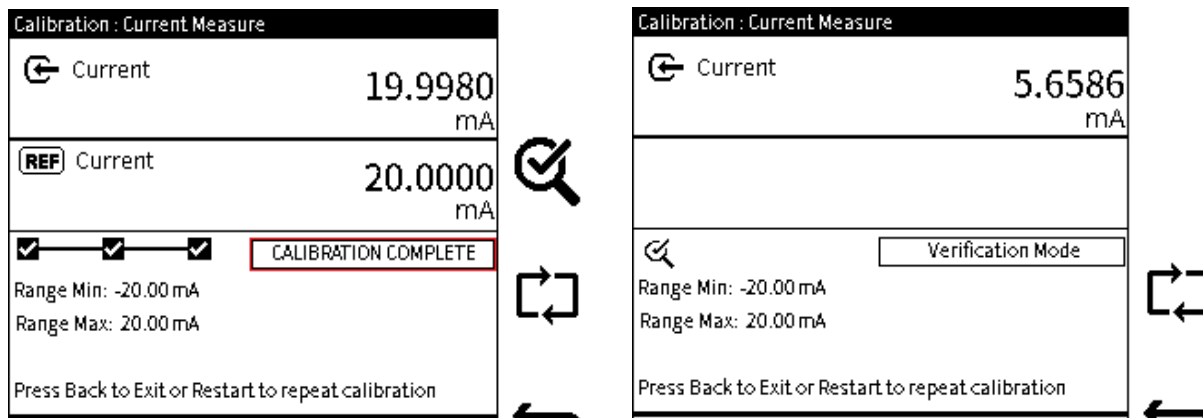 Calibration : Current Measure
Current
19.9980
mA
REF Current
20.0000
mA
CALIBRATION COMPLETE
Range Min: -20.00 mA
Range Max: 20.00 mA
Press Back to Exit or Restart to repeat calibration
Calibration : Current Measure
Current
5.6586
mA
Verification Mode
Range Min: -20.00 mA
Range Max: 20.00 mA
Press Back to Exit or Restart to repeat calibration